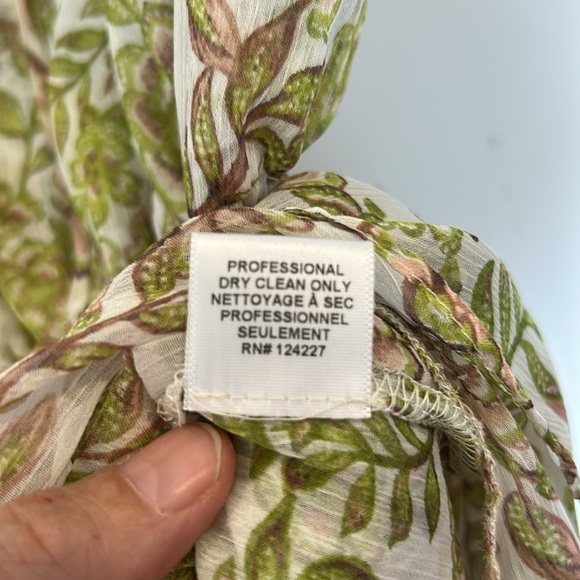 PROFESSIONAL
DRY CLEAN ONLY
NETTOYAGE À SEC
PROFESSIONNEL
SEULEMENT
RN# 124227